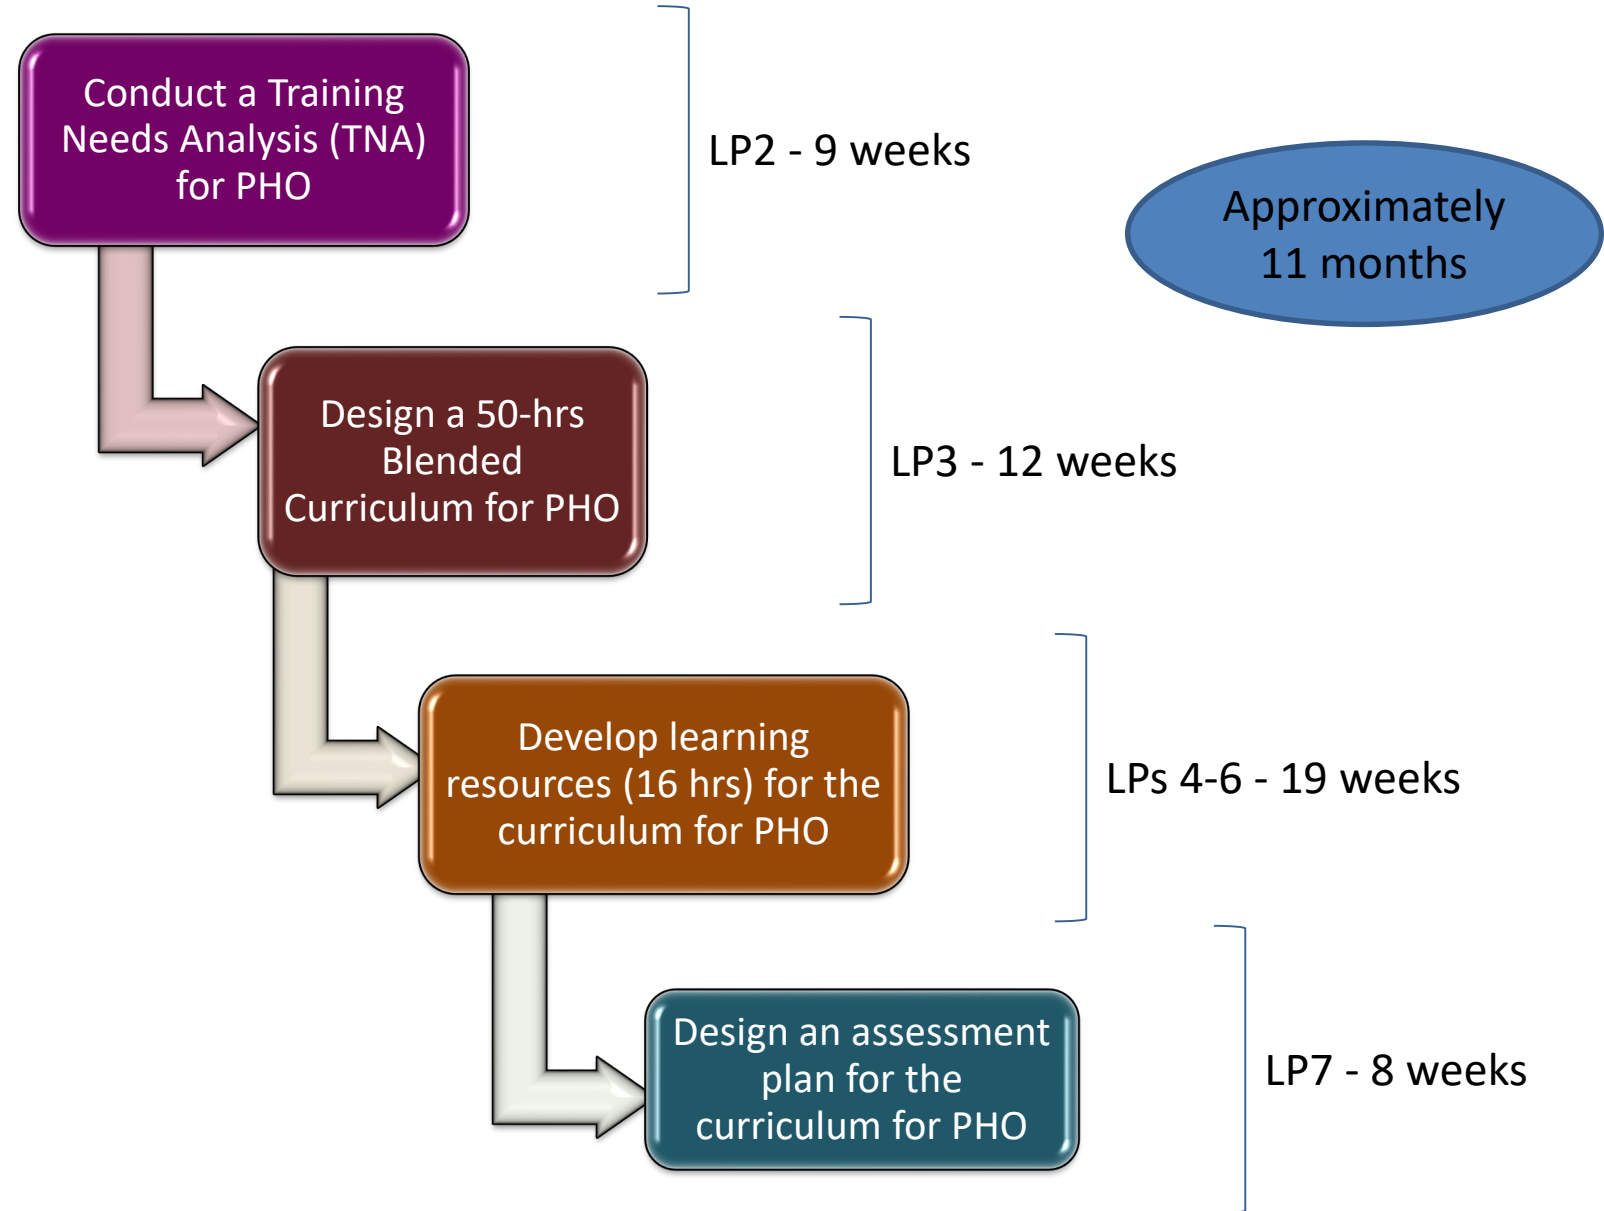 Conduct a Training
Needs Analysis (TNA)
for PHO
LP2 - 9 weeks
Approximately
11 months
Design a 50-hrs
Blended
Curriculum for PHO
LP3 - 12 weeks
Develop learning
resources (16 hrs) for the
curriculum for PHO
LPs 4-6 - 19 weeks
Design an assessment
plan for the
curriculum for PHO
LP7 - 8 weeks